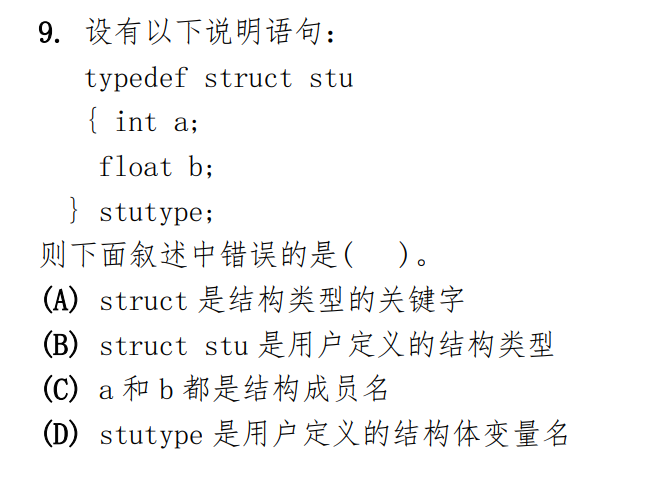 9. 设有以下说明语句：
typedef struct stu
{ int a;
float b;
} stutype;
则下面叙述中错误的是( )。
(A) struct 是结构类型的关键字
(B) struct stu 是用户定义的结构类型
(C) a 和 b 都是结构成员名
(D) stutype 是用户定义的结构体变量名